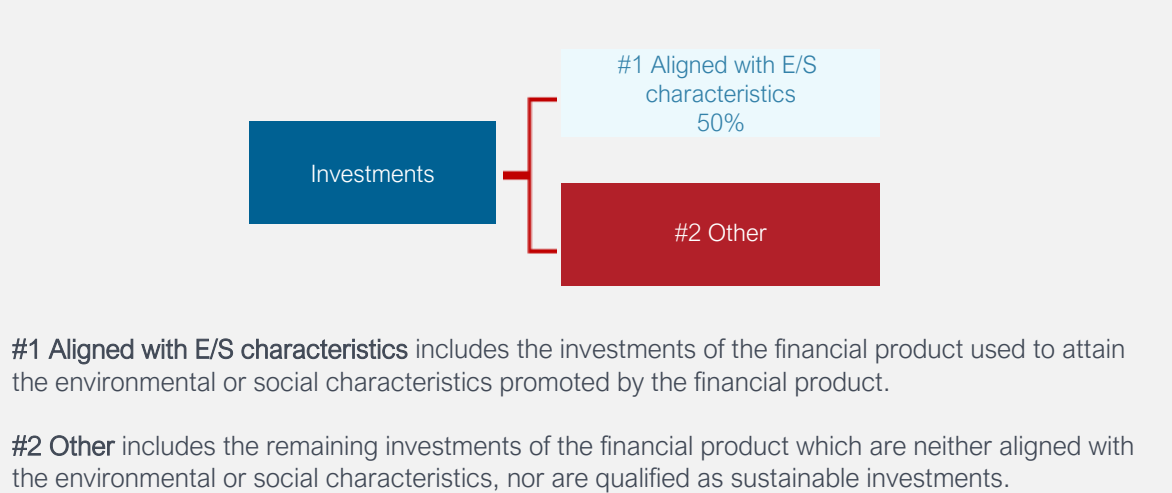 #1 Aligned with E/S
characteristics
50%
Investments
#2 Other
#1 Aligned with E/S characteristics includes the investments of the financial product used to attain
the environmental or social characteristics promoted by the financial product.
#2 Other includes the remaining investments of the financial product which are neither aligned with
the environmental or social characteristics, nor are qualified as sustainable investments.